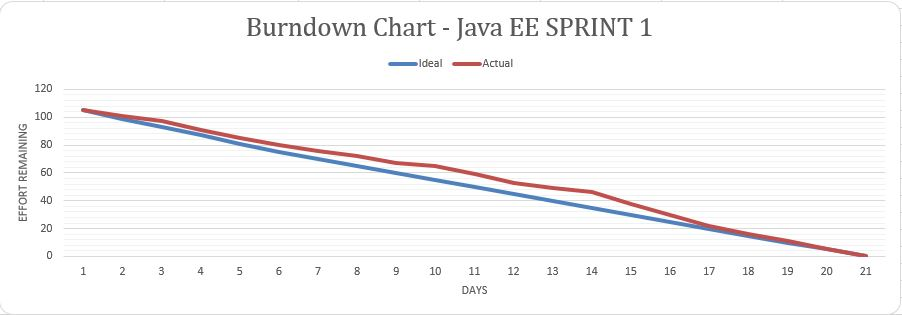 Burndown Chart - Java EE SPRINT 1
Ideal Actual
EFFORT REMAINING
120
100
80
60
40
20
0
1 2 3 4 5 6 7 8 9 10 11 12 13 14 15 16 17 18 19 20 21
DAYS